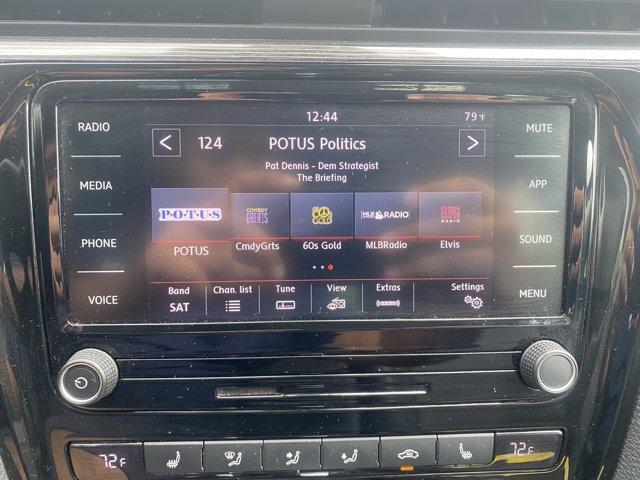 12:44 79 °F
RADIO MUTE
124 POTUS Politics
Pat Dennis - Dem Strategist
The Briefing
MEDIA APP
P·O·T·U·S COMEDY GREATS 60s GOLD MLB RADIO RADIO
POTUS CmdyGrts 60s Gold MLBRadio Elvis
PHONE SOUND
Band Chan. list Tune View Extras Settings
SAT ((SXM))
VOICE MENU
72 F 72 F